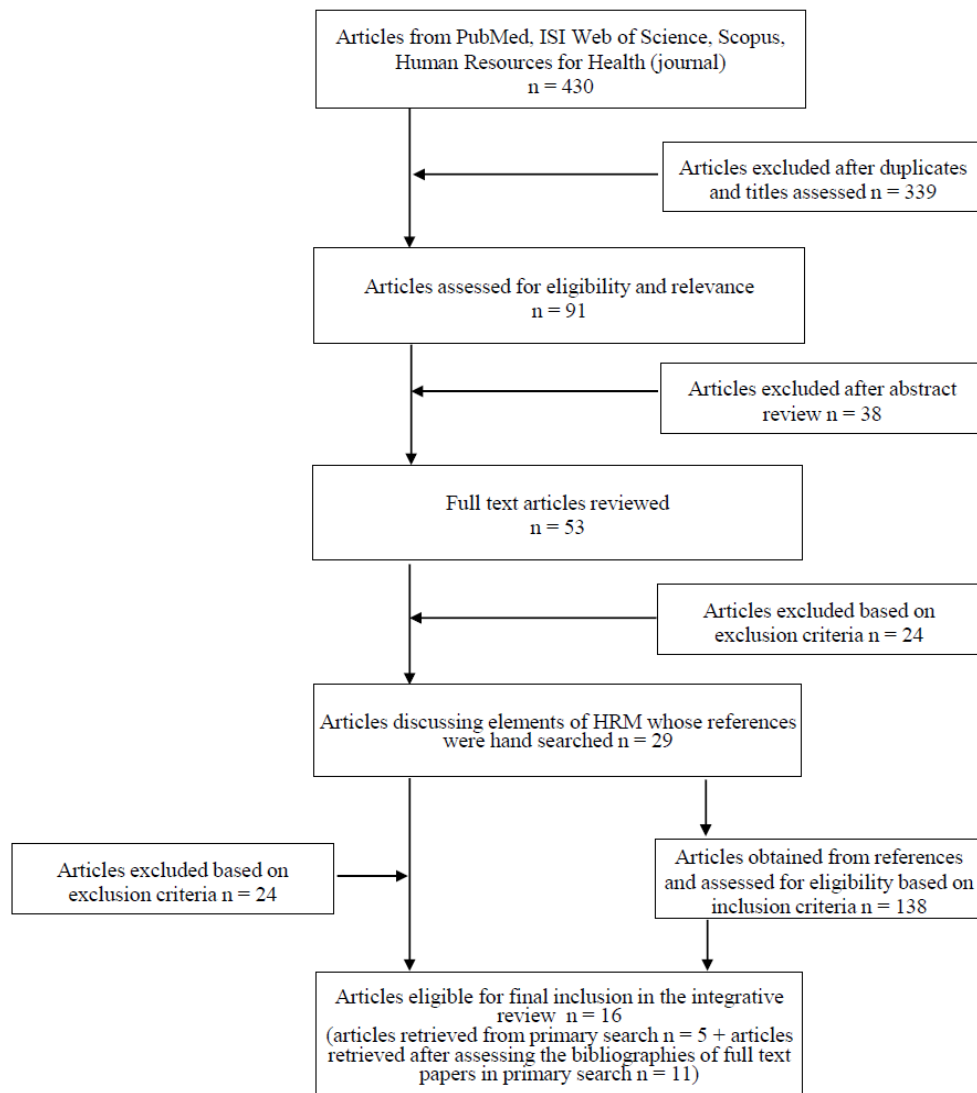 Articles from PubMed, ISI Web of Science, Scopus,
Human Resources for Health (journal)
n = 430
Articles excluded after duplicates
and titles assessed n = 339
Articles assessed for eligibility and relevance
n = 91
Articles excluded after abstract
review n = 38
Full text articles reviewed
n = 53
Articles excluded based on
exclusion criteria n = 24
Articles discussing elements of HRM whose references
were hand searched n = 29
Articles excluded based on
exclusion criteria n = 24
Articles obtained from references
and assessed for eligibility based on
inclusion criteria n = 138
Articles eligible for final inclusion in the integrative
review n = 16
(articles retrieved from primary search n = 5 + articles
retrieved after assessing the bibliographies of full text
papers in primary search n = 11)